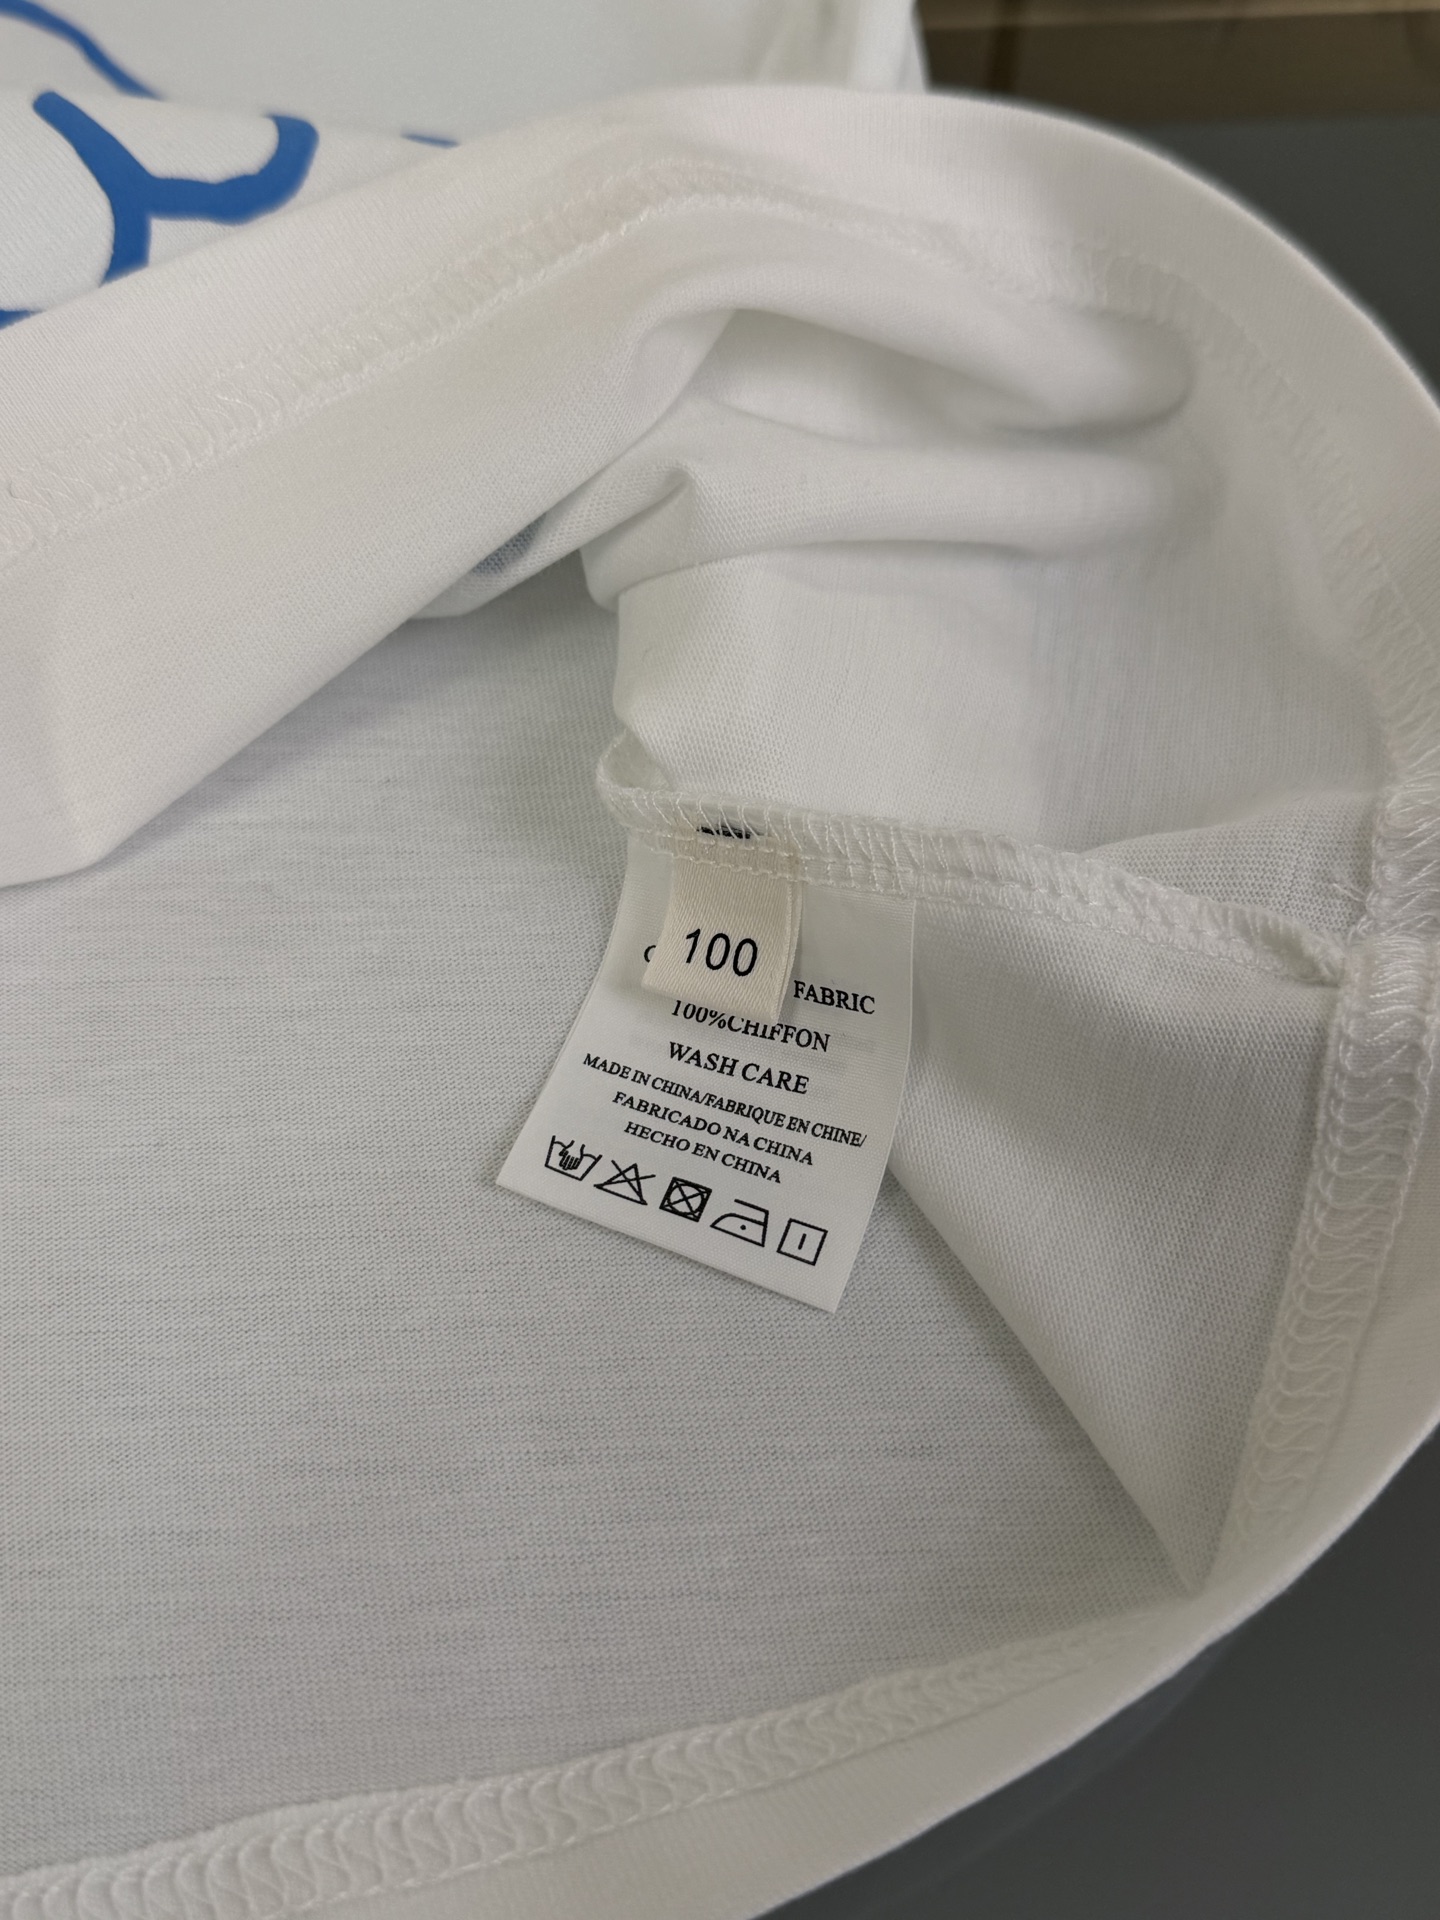 100
FABRIC
100%CHIFFON
WASH CARE
MADE IN CHINA/FABRIQUE EN CHINE/
FABRICADO NA CHINA
HECHO EN CHINA